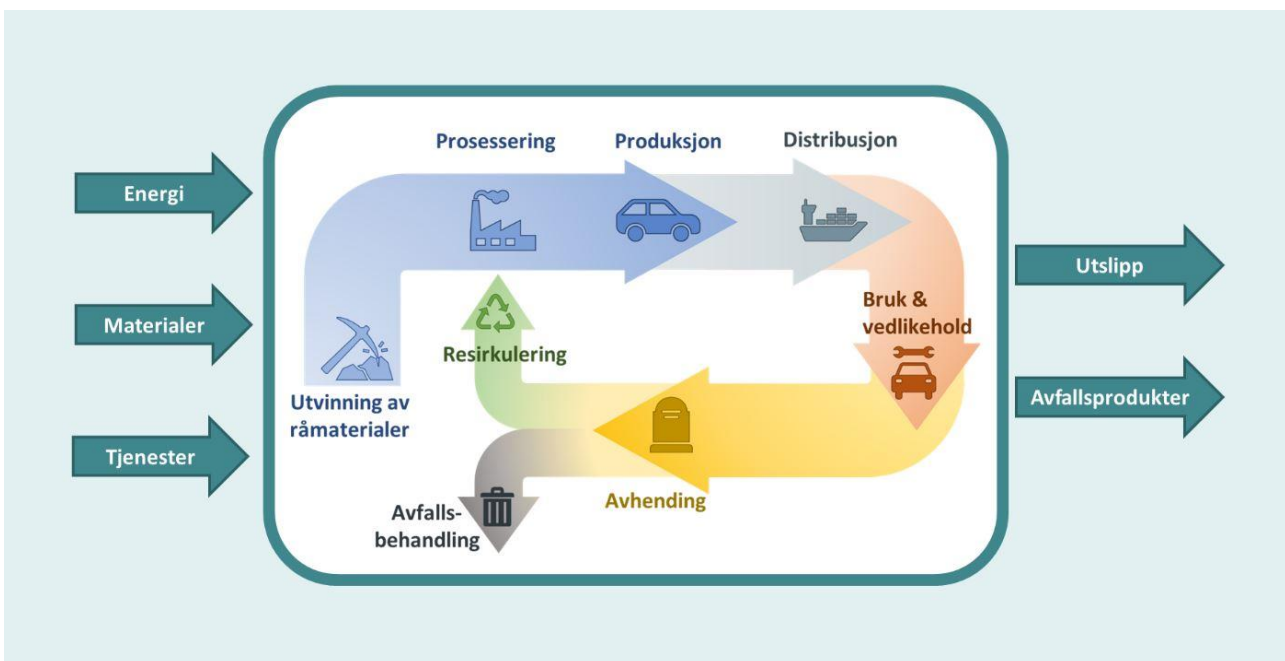 Prosessering
Produksjon
Distribusjon
Energi
Utslipp
Materialer
Bruk &
vedlikehold
Resirkulering
Utvinning av
råmaterialer
Avfallsprodukter
Tjenester
Avhending
Avfalls-
behandling